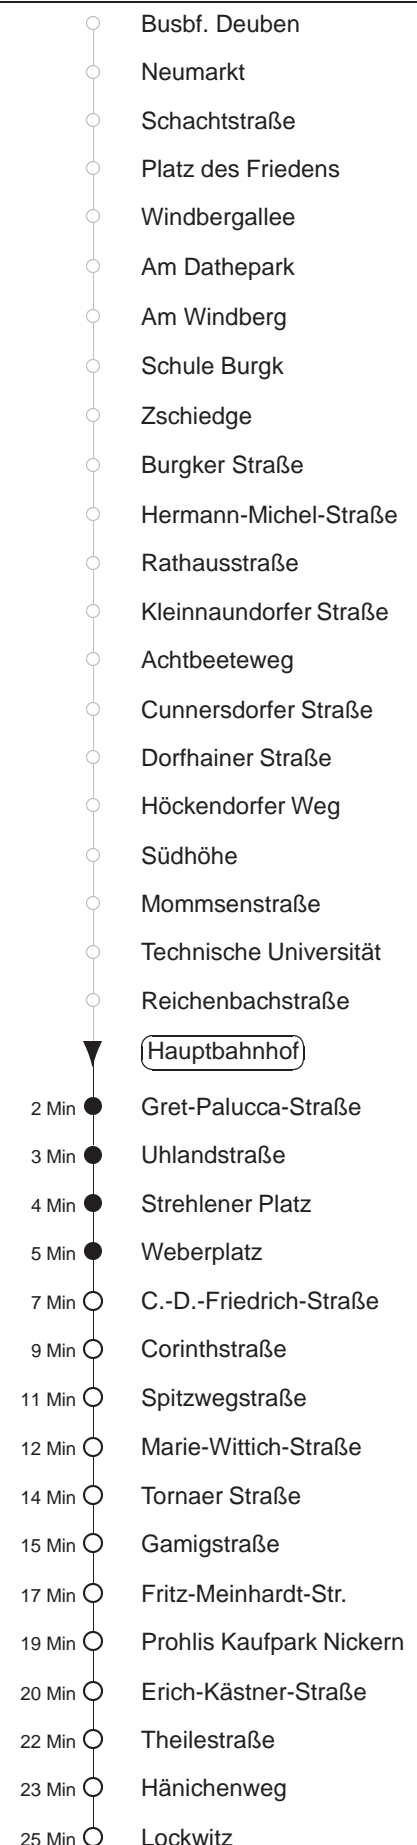 Busbf. Deuben
Neumarkt
Schachtstraße
Platz des Friedens
Windbergallee
Am Dathepark
Am Windberg
Schule Burgk
Zschiedge
Burgker Straße
Hermann-Michel-Straße
Rathausstraße
Kleinnaundorfer Straße
Achtbeeteweg
Cunnersdorfer Straße
Dorfhainer Straße
Höckendorfer Weg
Südhöhe
Mommsenstraße
Technische Universität
Reichenbachstraße
Hauptbahnhof
2 Min Gret-Palucca-Straße
3 Min Uhlandstraße
4 Min Strehlener Platz
5 Min Weberplatz
7 Min C.-D.-Friedrich-Straße
9 Min Corinthstraße
11 Min Spitzwegstraße
12 Min Marie-Wittich-Straße
14 Min Tornaer Straße
15 Min Gamigstraße
17 Min Fritz-Meinhardt-Str.
19 Min Prohlis Kaufpark Nickern
20 Min Erich-Kästner-Straße
22 Min Theilestraße
23 Min Hänichenweg
25 Min Lockwitz